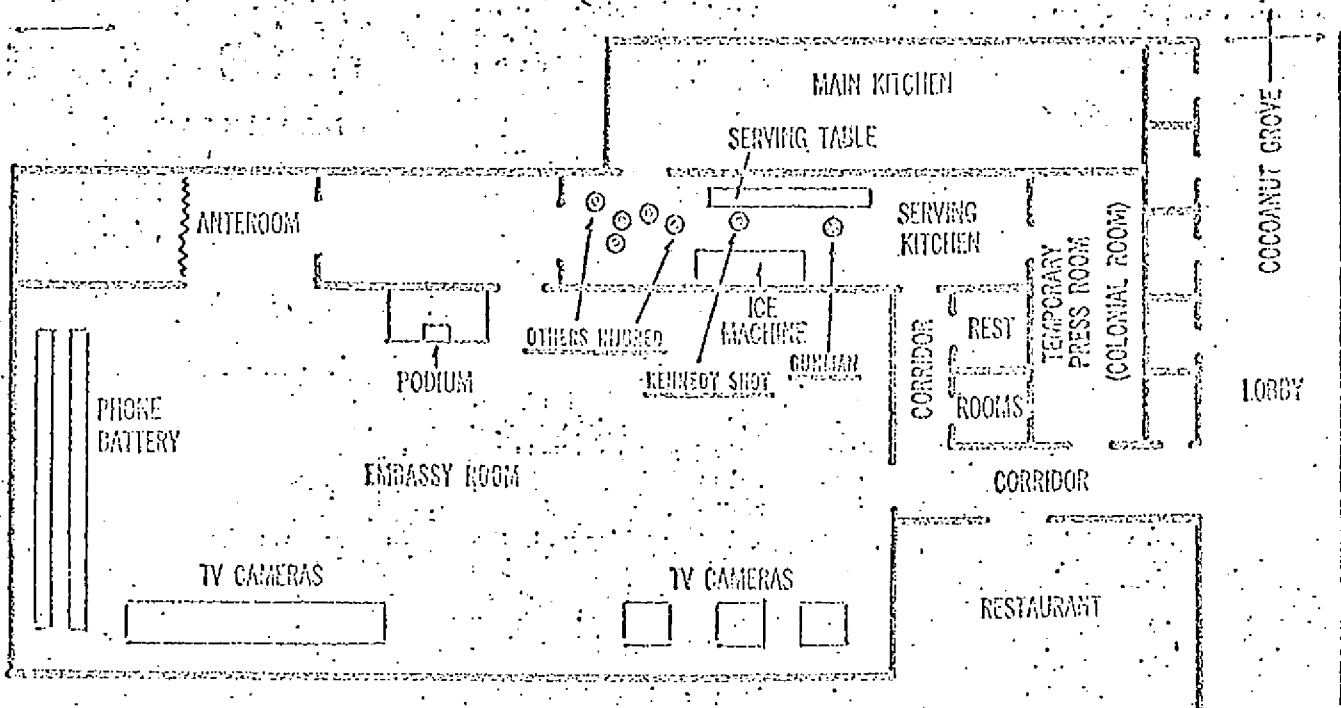 MAIN KITCHEN
SERVING TABLE
COCOANUT GROVE
ANTEROOM
SERVING
KITCHEN
TEMPORARY
PRESS ROOM
(COLONIAL ROOM)
OTHERS INJURED
ICE
MACHINE
KENNEDY SHOT
GUNMAN
CORRIDOR
REST
ROOMS
PODIUM
PHONE
BATTERY
LOBBY
EMBASSY ROOM
CORRIDOR
TV CAMERAS
TV CAMERAS
RESTAURANT